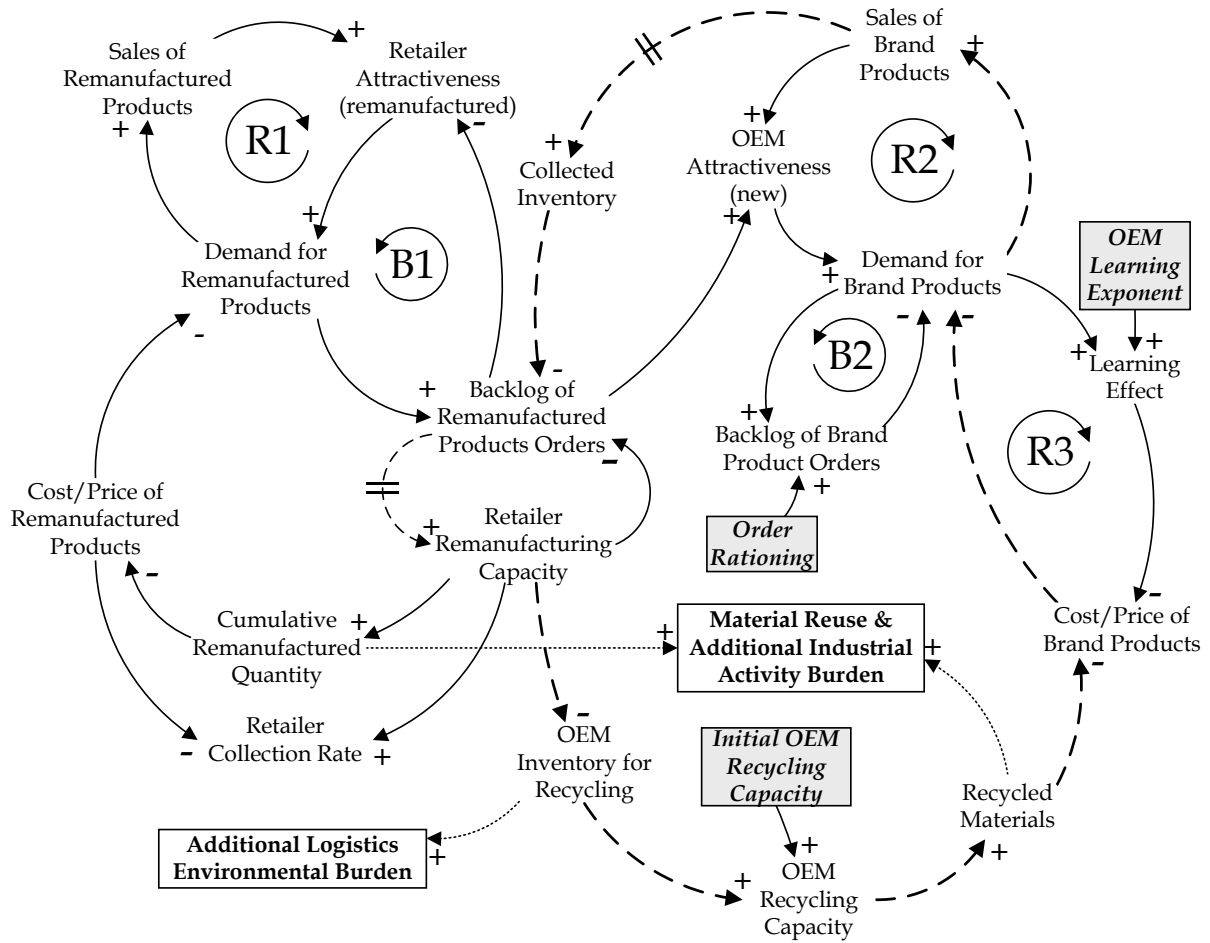 Sales of
Remanufactured
Products
+
+
Retailer
Attractiveness
(remanufactured)
-
R1
+
Collected
Inventory
Sales of
Brand
Products
+
+
OEM
Attractiveness
(new)
+
R2
+
Demand for
Remanufactured
Products
-
B1
Demand for
Brand Products
+
-
-
OEM
Learning
Exponent
+
+
Learning
Effect
B2
+
-
Backlog of
Remanufactured
Products Orders
-
+
Backlog of Brand
Product Orders
+
R3
Cost/Price of
Remanufactured
Products
-
+
Retailer
Remanufacturing
Capacity
Order
Rationing
Cumulative
Remanufactured
Quantity
+
+
Material Reuse &
Additional Industrial
Activity Burden
+
-
Cost/Price of
Brand Products
-
-
Retailer
Collection Rate
+
-
OEM
Inventory for
Recycling
Initial OEM
Recycling
Capacity
Recycled
Materials
+
Additional Logistics
Environmental Burden
+
+
+
OEM
Recycling
Capacity